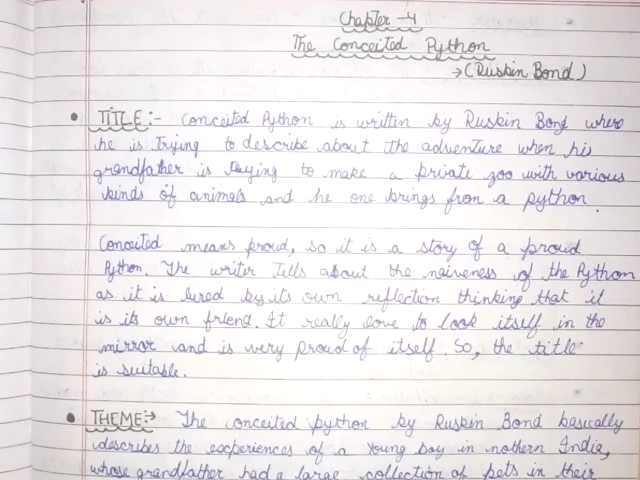 Chapter - 4
The Conceited Python
→ (Ruskin Bond)
• TITLE:- Conceited Python is written by Ruskin Bond where
he is trying to describe about the adventure when his
grandfather is trying to make a private zoo with various
kinds of animals and he one brings from a python.
Conceited means proud, so it is a story of a proud
Python. The writer tells about the naiveness of the Python
as it is lured by its own reflection thinking that it
is its own friend. It really love to look itself in the
mirror and is very proud of itself. So, the title
is suitable.
• THEME:→ The conceited python by Ruskin Bond basically
describes the experiences of a young boy in nothern India,
whose grandfather had a large collection of pets in their